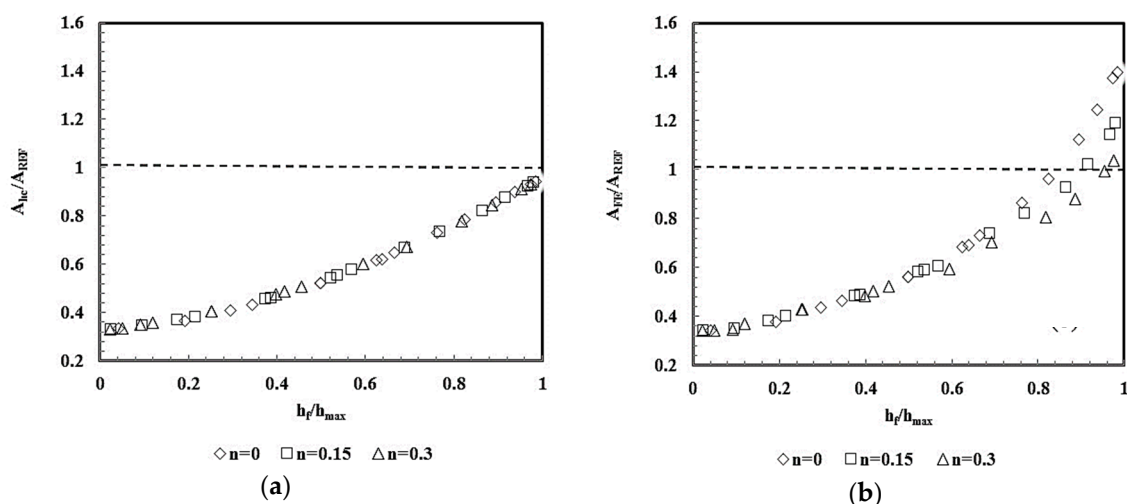 1.6
1.4
1.2
1
0.8
0.6
0.4
0.2
A_hc/A_REF
0 0.2 0.4 0.6 0.8 1
h_f/h_max
◇n=0 □n=0.15 △n=0.3
(a)
1.6
1.4
1.2
1
0.8
0.6
0.4
0.2
A_FE/A_REF
0 0.2 0.4 0.6 0.8 1
h_f/h_max
◇n=0 □n=0.15 △n=0.3
(b)